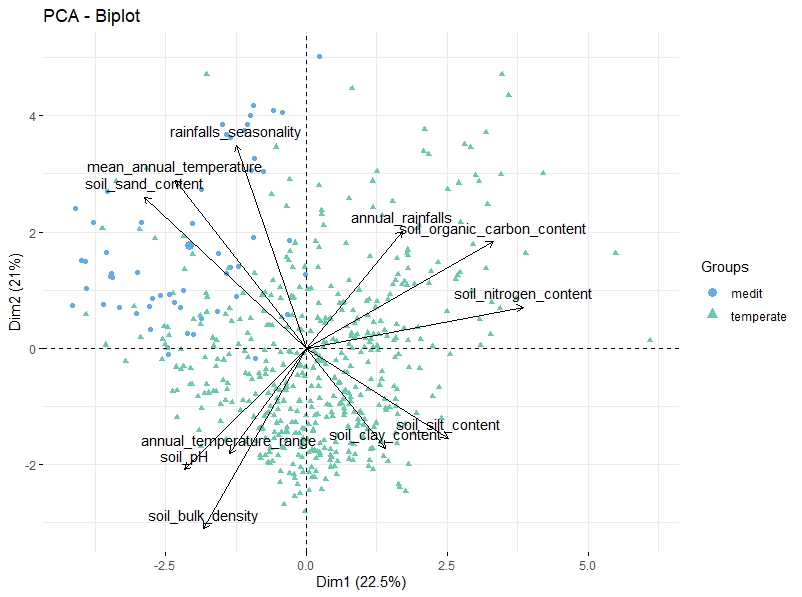 PCA - Biplot
rainfalls_seasonality
mean_annual_temperature
soil_sand_content
annual_rainfalls
soil_organic_carbon_content
soil_nitrogen_content
soil_silt_content
soil_clay_content
annual_temperature_range
soil_pH
soil_bulk_density
4
2
0
-2
Dim2 (21%)
-2.5
0.0
2.5
5.0
Dim1 (22.5%)
Groups
medit
temperate